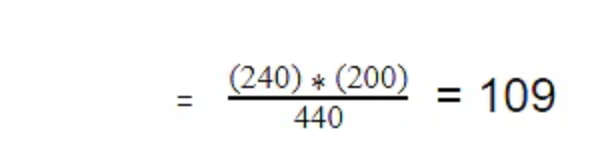 = (240) * (200) / 440 = 109